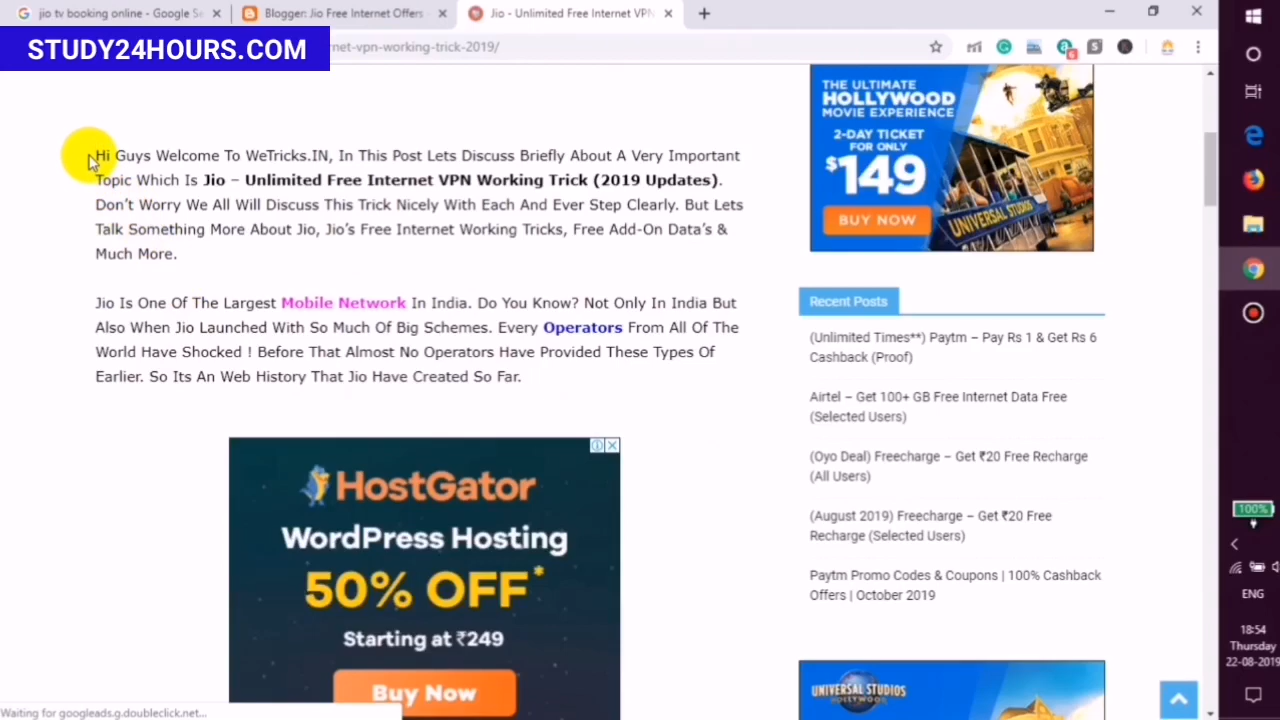 jio tv booking online - Google Se
Blogger: Jio Free Internet Offers -
Jio - Unlimited Free Internet VPN
STUDY24HOURS.COM
rnet-vpn-working-trick-2019/
Hi Guys Welcome To WeTricks.IN, In This Post Lets Discuss Briefly About A Very Important
Topic Which Is Jio – Unlimited Free Internet VPN Working Trick (2019 Updates).
Don't Worry We All Will Discuss This Trick Nicely With Each And Ever Step Clearly. But Lets
Talk Something More About Jio, Jio's Free Internet Working Tricks, Free Add-On Data's &
Much More.
Jio Is One Of The Largest Mobile Network In India. Do You Know? Not Only In India But
Also When Jio Launched With So Much Of Big Schemes. Every Operators From All Of The
World Have Shocked ! Before That Almost No Operators Have Provided These Types Of
Earlier. So Its An Web History That Jio Have Created So Far.
HostGator
WordPress Hosting
50% OFF*
Starting at ₹249
Buy Now
THE ULTIMATE
HOLLYWOOD
MOVIE EXPERIENCE
2-DAY TICKET
FOR ONLY
$149
BUY NOW
UNIVERSAL STUDIOS
Recent Posts
(Unlimited Times**) Paytm – Pay Rs 1 & Get Rs 6
Cashback (Proof)
Airtel – Get 100+ GB Free Internet Data Free
(Selected Users)
(Oyo Deal) Freecharge – Get ₹20 Free Recharge
(All Users)
(August 2019) Freecharge – Get ₹20 Free
Recharge (Selected Users)
Paytm Promo Codes & Coupons | 100% Cashback
Offers | October 2019
UNIVERSAL STUDIOS
Waiting for googleads.g.doubleclick.net...
100%
ENG
18:54
Thursday
22-08-2019